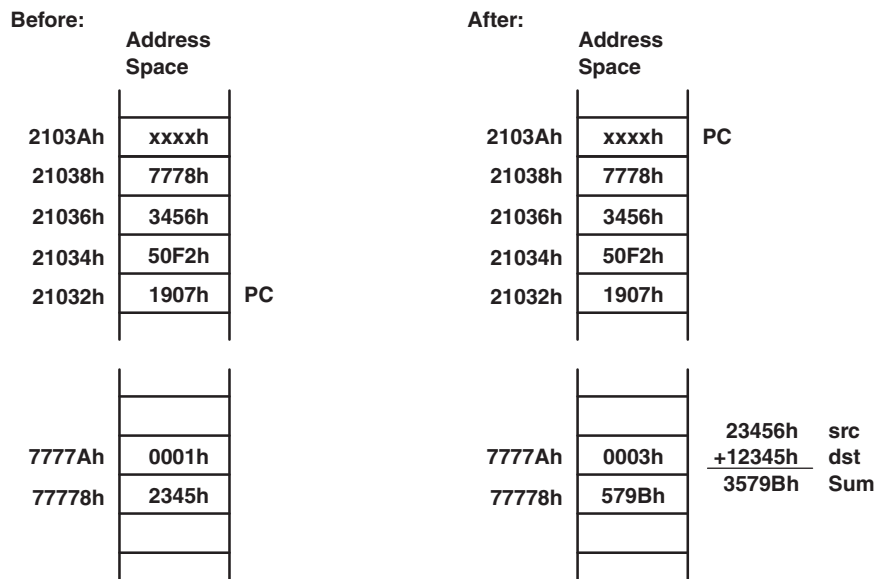 Before:
Address
Space
2103Ah xxxxh
21038h 7778h
21036h 3456h
21034h 50F2h
21032h 1907h PC
7777Ah 0001h
77778h 2345h
After:
Address
Space
2103Ah xxxxh PC
21038h 7778h
21036h 3456h
21034h 50F2h
21032h 1907h
7777Ah 0003h
77778h 579Bh
23456h src
+12345h dst
3579Bh Sum